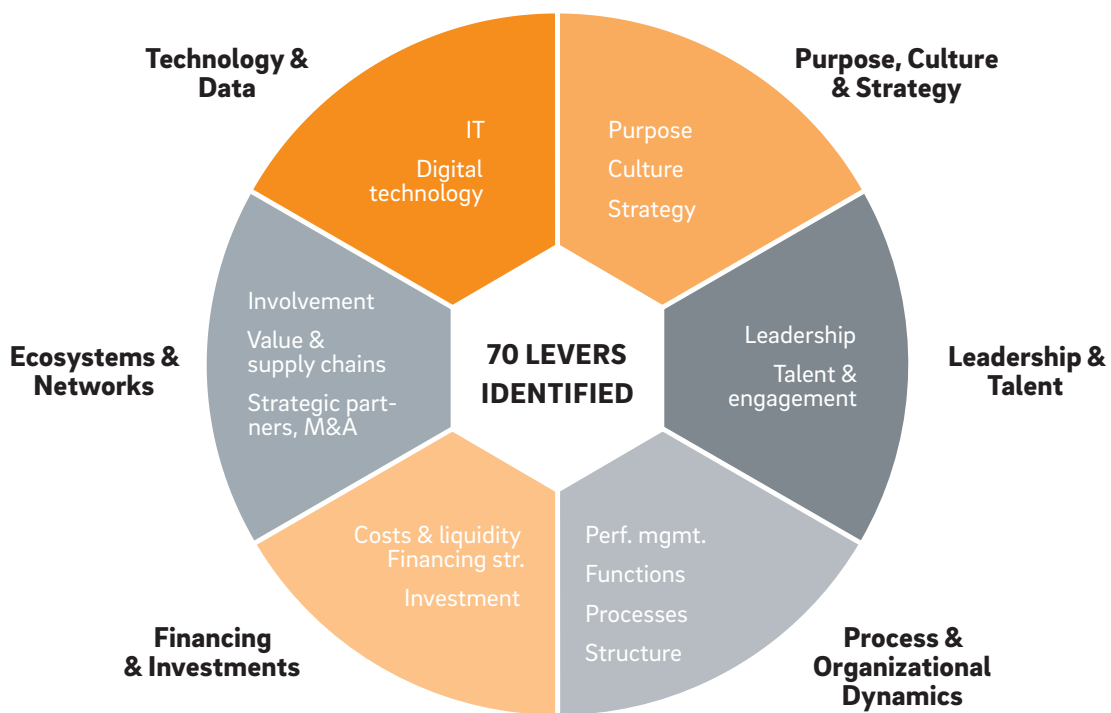 Technology &
Data
Purpose, Culture
& Strategy
IT
Digital
technology
Purpose
Culture
Strategy
Ecosystems &
Networks
Involvement
Value &
supply chains
Strategic part-
ners, M&A
70 LEVERS
IDENTIFIED
Leadership
Talent &
engagement
Leadership &
Talent
Costs & liquidity
Financing str.
Investment
Perf. mgmt.
Functions
Processes
Structure
Financing
& Investments
Process &
Organizational
Dynamics